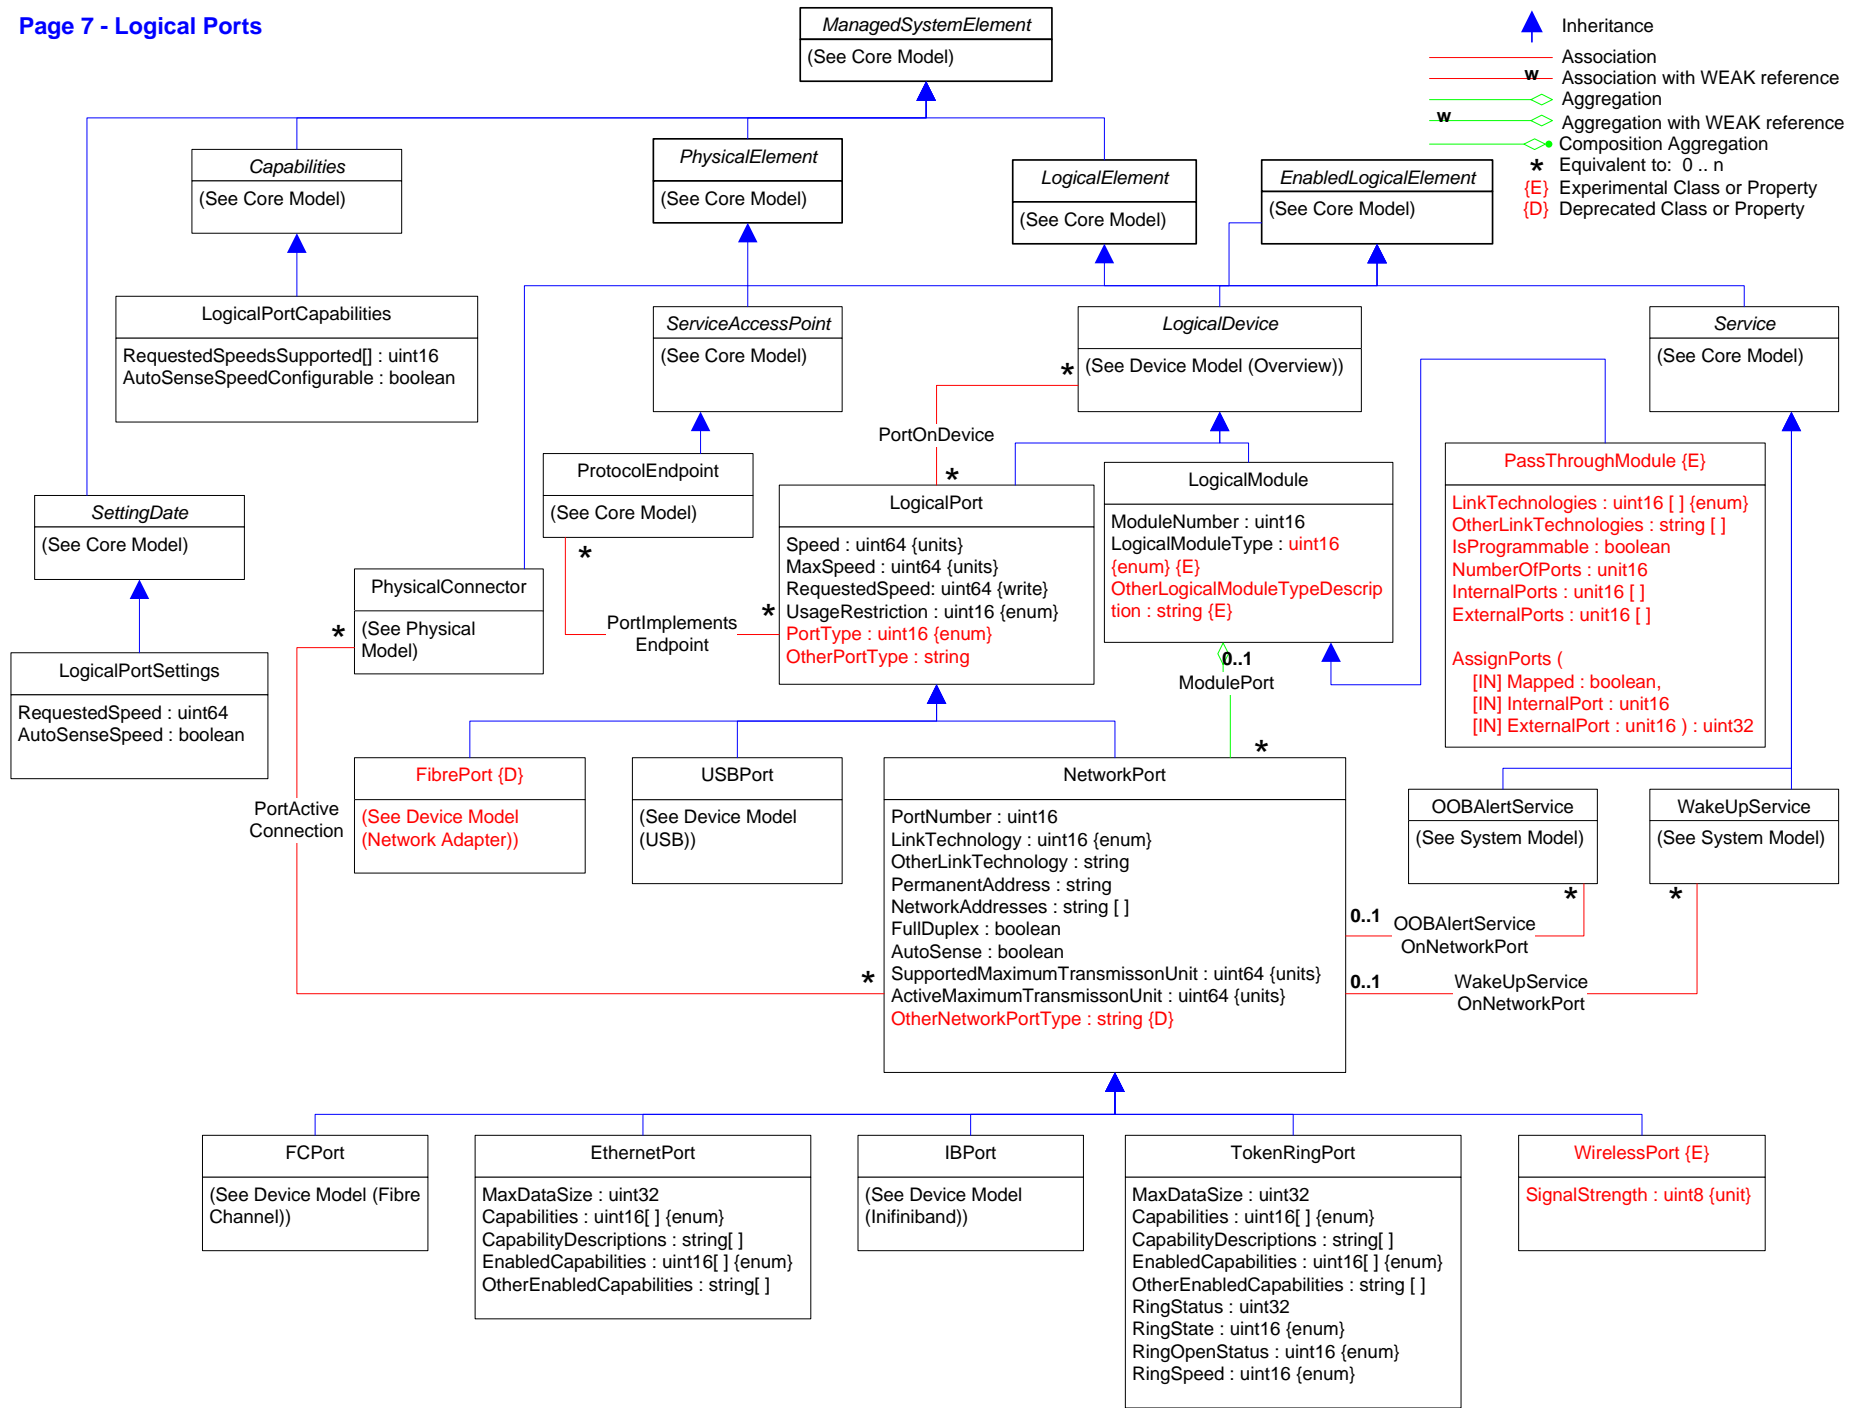 Page 7 - Logical Ports
ManagedSystemElement
(See Core Model)
Inheritance
Association
w
Association with WEAK reference
Aggregation
w
Aggregation with WEAK reference
Composition Aggregation
* Equivalent to: 0 .. n
{E} Experimental Class or Property
{D} Deprecated Class or Property
Capabilities
(See Core Model)
PhysicalElement
(See Core Model)
LogicalElement
(See Core Model)
EnabledLogicalElement
(See Core Model)
LogicalPortCapabilities
RequestedSpeedsSupported[] : uint16
AutoSenseSpeedConfigurable : boolean
ServiceAccessPoint
(See Core Model)
LogicalDevice
(See Device Model (Overview))
*
Service
(See Core Model)
PortOnDevice
*
SettingDate
(See Core Model)
ProtocolEndpoint
(See Core Model)
*
LogicalPort
Speed : uint64 {units}
MaxSpeed : uint64 {units}
RequestedSpeed: uint64 {write}
UsageRestriction : uint16 {enum}
PortType : uint16 {enum}
OtherPortType : string
*
PortImplements
Endpoint
LogicalModule
ModuleNumber : uint16
LogicalModuleType : uint16
{enum} {E}
OtherLogicalModuleTypeDescrip
tion : string {E}
0..1
ModulePort
*
PassThroughModule {E}
LinkTechnologies : uint16 [ ] {enum}
OtherLinkTechnologies : string [ ]
IsProgrammable : boolean
NumberOfPorts : unit16
InternalPorts : unit16 [ ]
ExternalPorts : unit16 [ ]
AssignPorts (
[IN] Mapped : boolean,
[IN] InternalPort : unit16
[IN] ExternalPort : unit16 ) : uint32
PhysicalConnector
(See Physical
Model)
*
LogicalPortSettings
RequestedSpeed : uint64
AutoSenseSpeed : boolean
PortActive
Connection
*
FibrePort {D}
(See Device Model
(Network Adapter))
USBPort
(See Device Model
(USB))
NetworkPort
PortNumber : uint16
LinkTechnology : uint16 {enum}
OtherLinkTechnology : string
PermanentAddress : string
NetworkAddresses : string [ ]
FullDuplex : boolean
AutoSense : boolean
SupportedMaximumTransmissonUnit : uint64 {units}
ActiveMaximumTransmissonUnit : uint64 {units}
OtherNetworkPortType : string {D}
OOBAlertService
(See System Model)
*
WakeUpService
(See System Model)
*
0..1
OOBAlertService
OnNetworkPort
0..1
WakeUpService
OnNetworkPort
FCPort
(See Device Model (Fibre
Channel))
EthernetPort
MaxDataSize : uint32
Capabilities : uint16[ ] {enum}
CapabilityDescriptions : string[ ]
EnabledCapabilities : uint16[ ] {enum}
OtherEnabledCapabilities : string[ ]
IBPort
(See Device Model
(Inifiniband))
TokenRingPort
MaxDataSize : uint32
Capabilities : uint16[ ] {enum}
CapabilityDescriptions : string[ ]
EnabledCapabilities : uint16[ ] {enum}
OtherEnabledCapabilities : string [ ]
RingStatus : uint32
RingState : uint16 {enum}
RingOpenStatus : uint16 {enum}
RingSpeed : uint16 {enum}
WirelessPort {E}
SignalStrength : uint8 {unit}